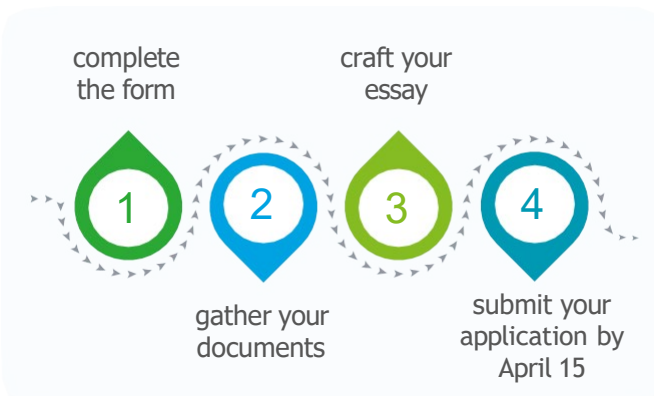 complete
the form
1
2
gather your
documents
craft your
essay
3
4
submit your
application by
April 15